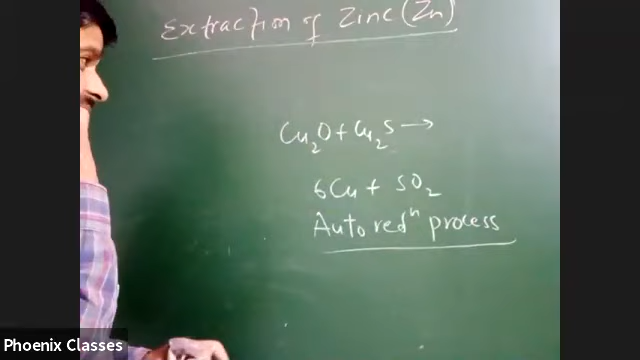 Extraction of Zinc (Zn)
Cu₂O + Cu₂S →
6Cu + SO₂
Auto redⁿ process
Phoenix Classes